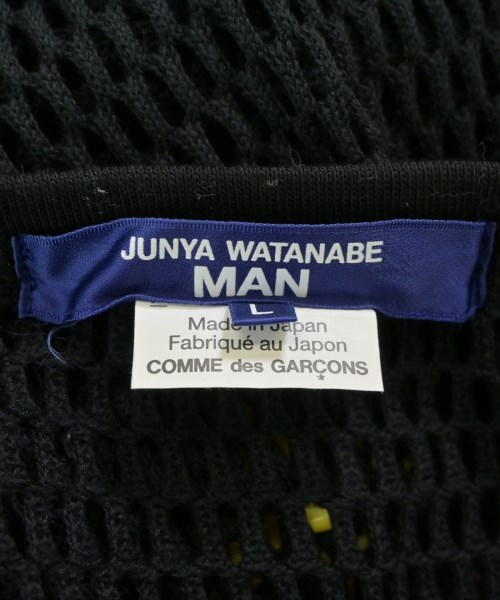 JUNYA WATANABE
MAN
L
Made in Japan
Fabriqué au Japon
COMME des GARÇONS
*